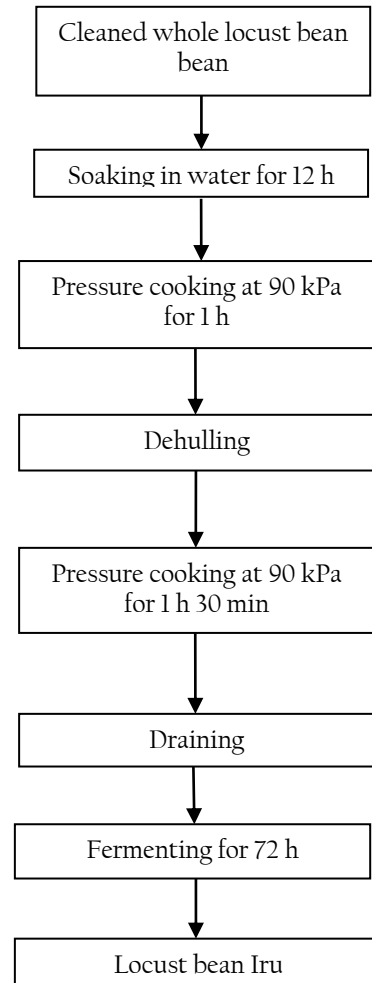 Cleaned whole locust bean
bean
Soaking in water for 12 h
Pressure cooking at 90 kPa
for 1 h
Dehulling
Pressure cooking at 90 kPa
for 1 h 30 min
Draining
Fermenting for 72 h
Locust bean Iru